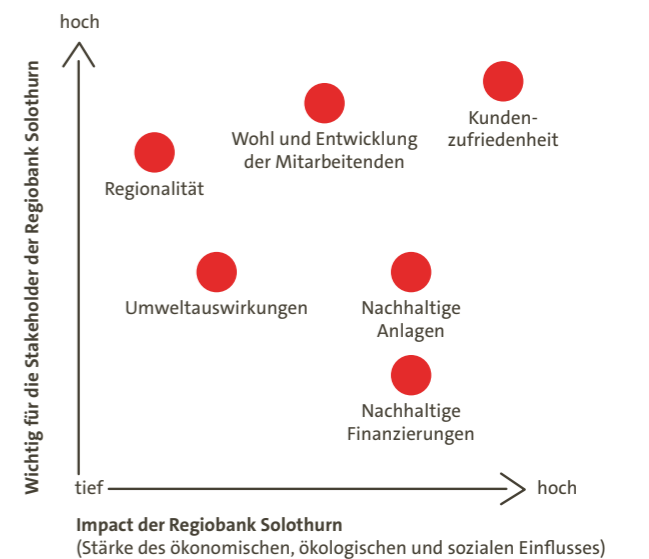 hoch
Wichtig für die Stakeholder der Regiobank Solothurn
Kunden-
zufriedenheit
Wohl und Entwicklung
der Mitarbeitenden
Regionalität
Umweltauswirkungen
Nachhaltige
Anlagen
Nachhaltige
Finanzierungen
tief
hoch
Impact der Regiobank Solothurn
(Stärke des ökonomischen, ökologischen und sozialen Einflusses)